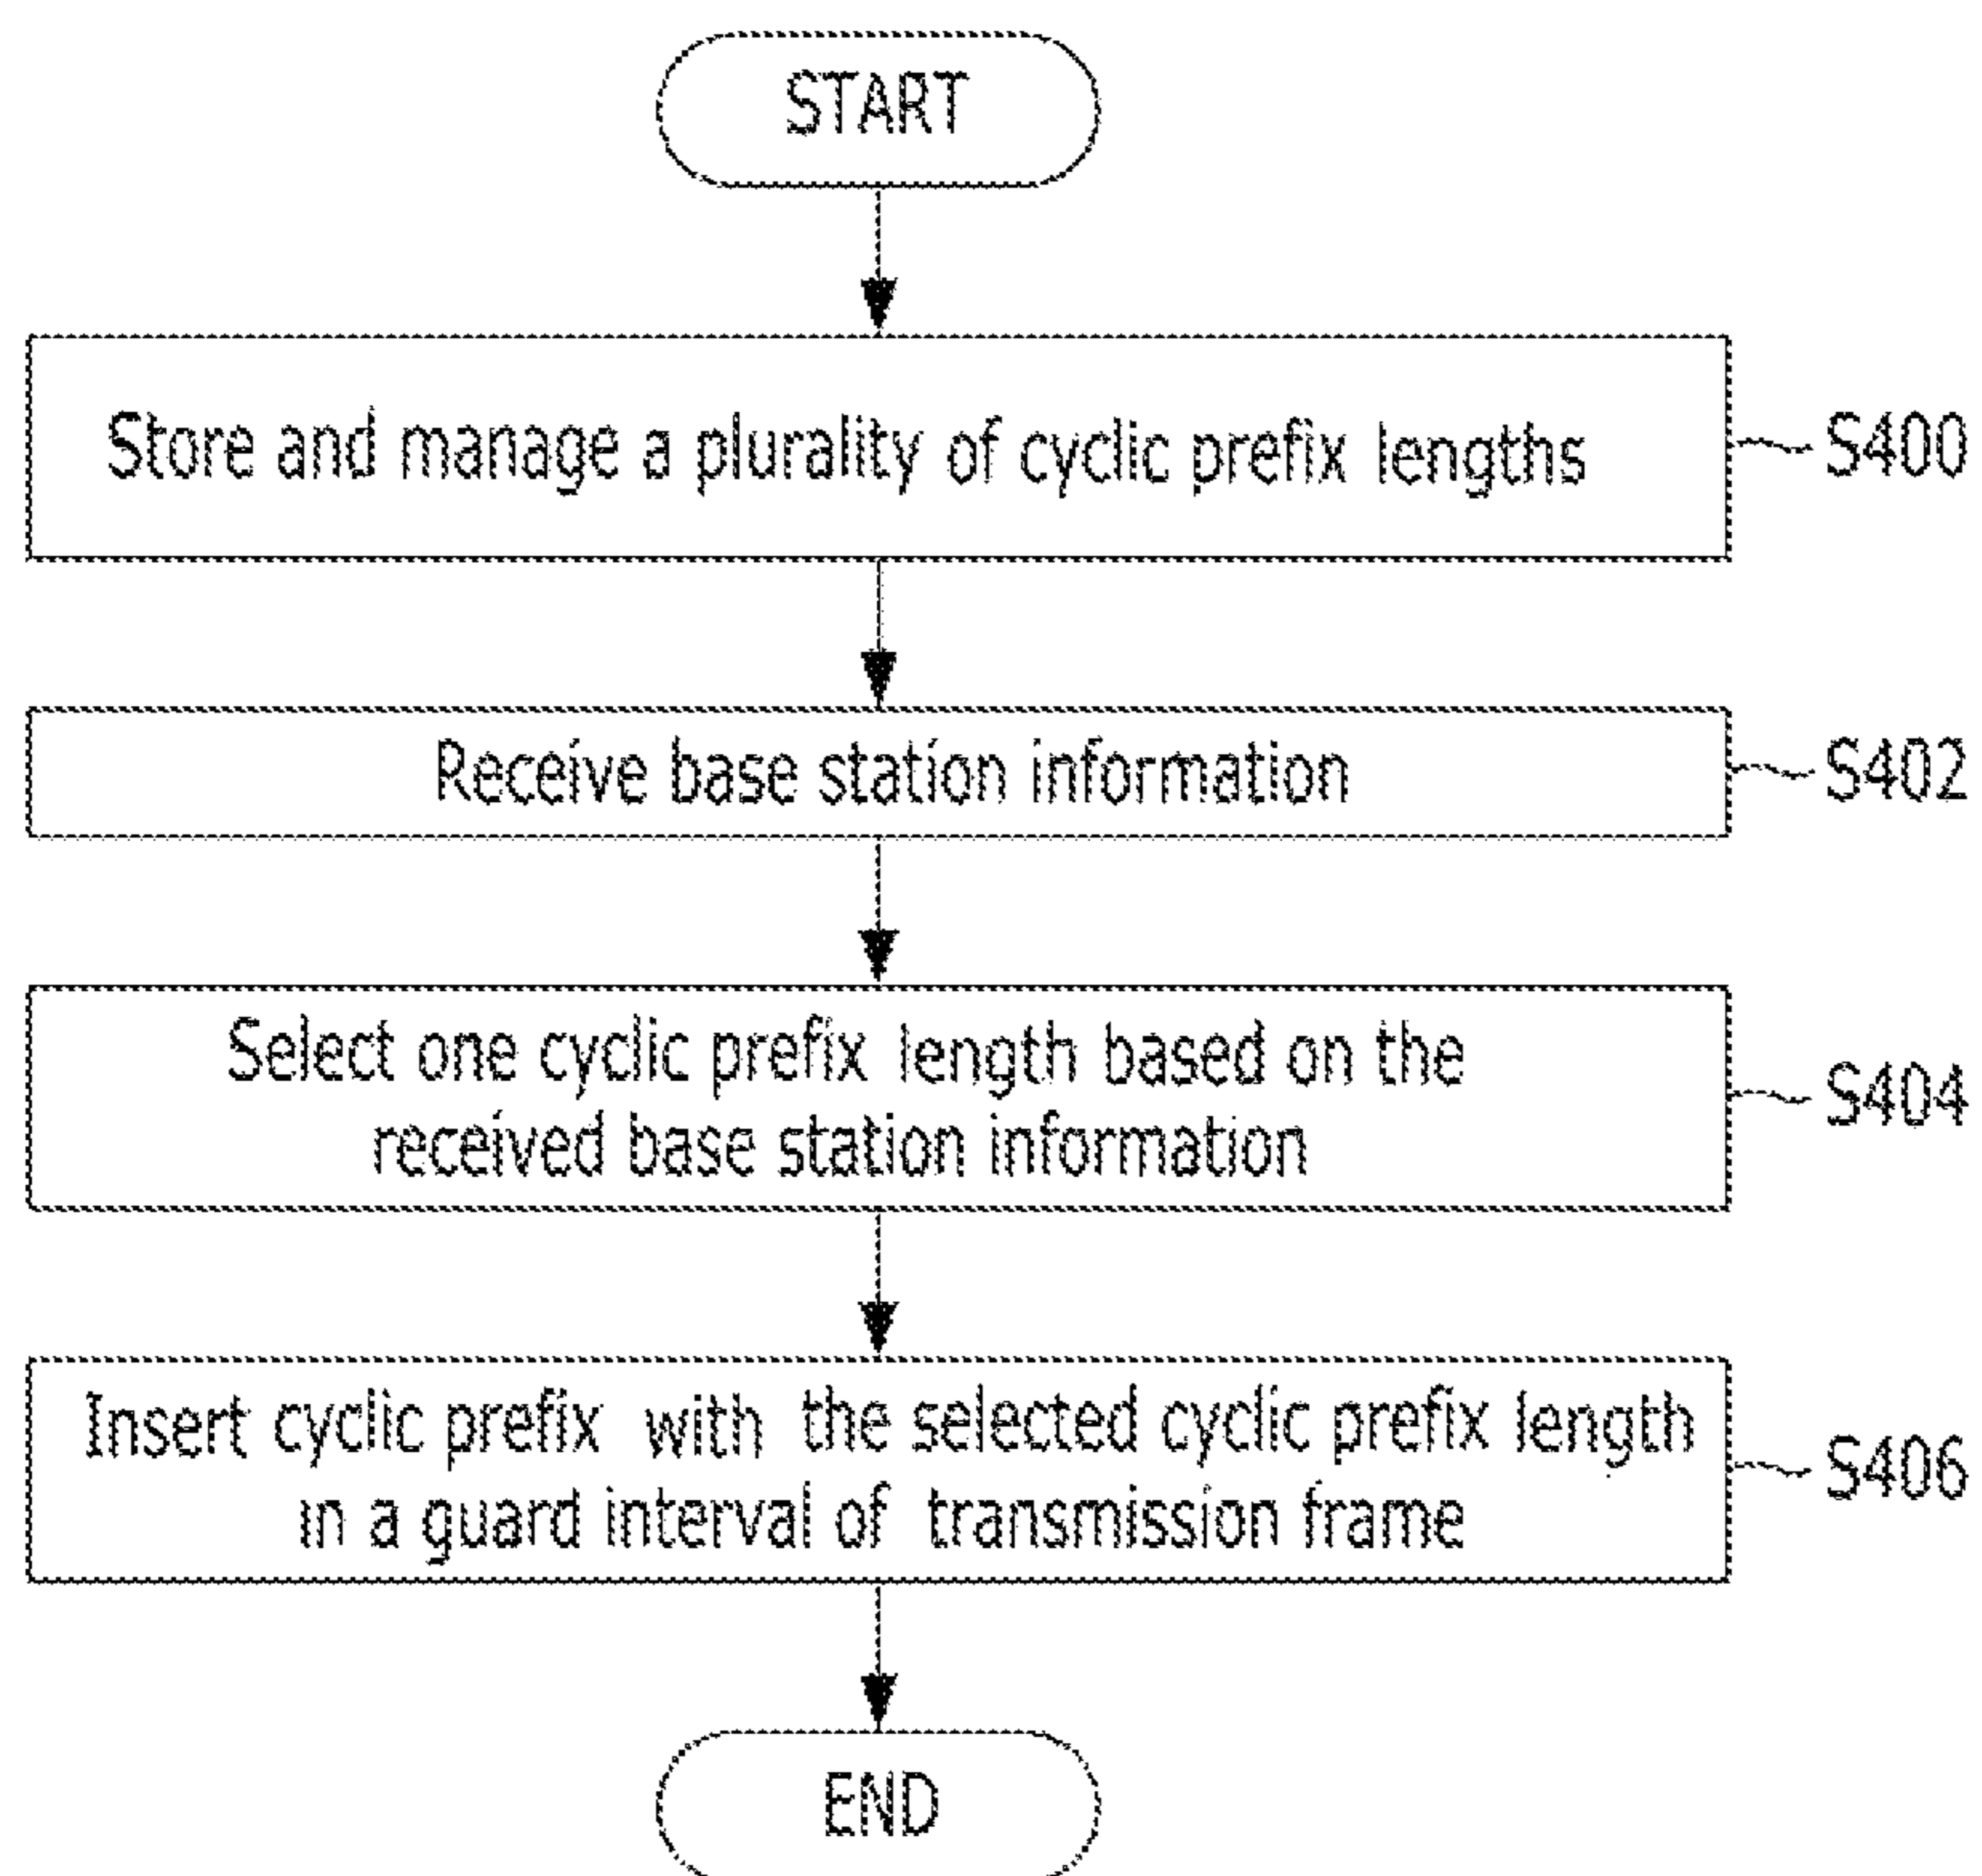 START
Store and manage a plurality of cyclic prefix lengths
S400
Receive base station information
S402
Select one cyclic prefix length based on the
received base station information
S404
Insert cyclic prefix with the selected cyclic prefix length
in a guard interval of transmission frame
S406
END